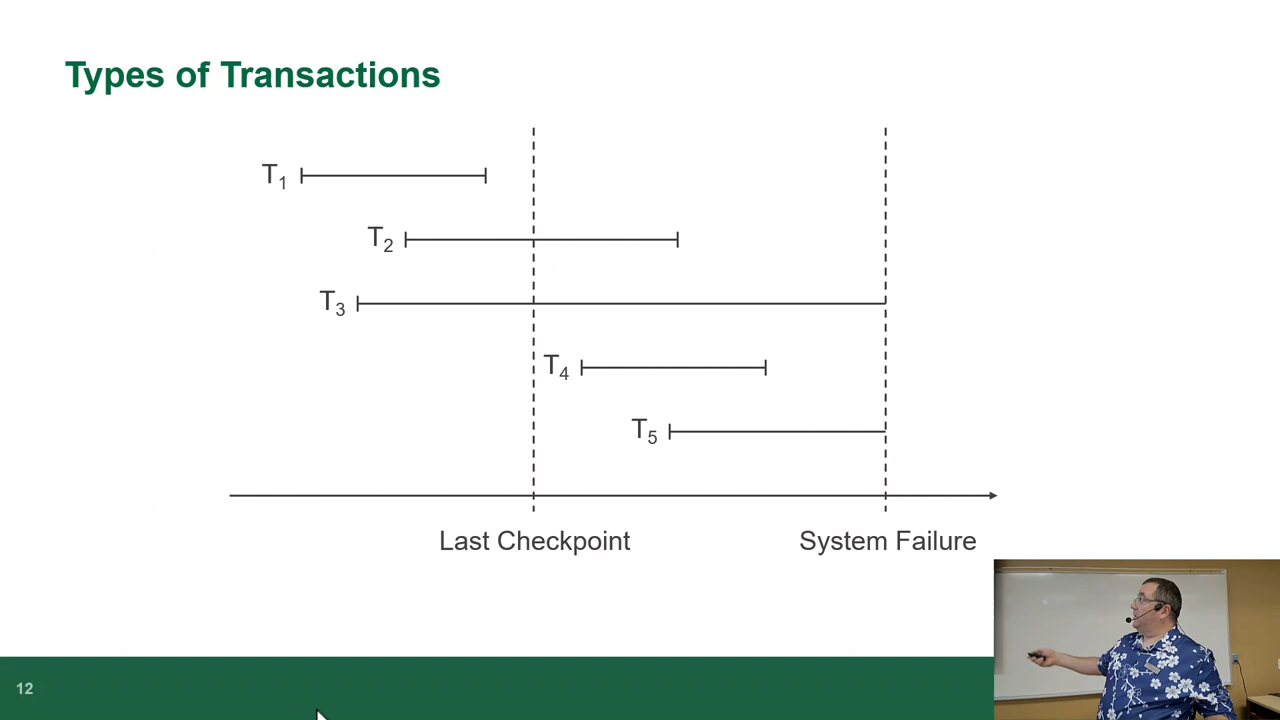 Types of Transactions
T1
T2
T3
T4
T5
Last Checkpoint
System Failure
12